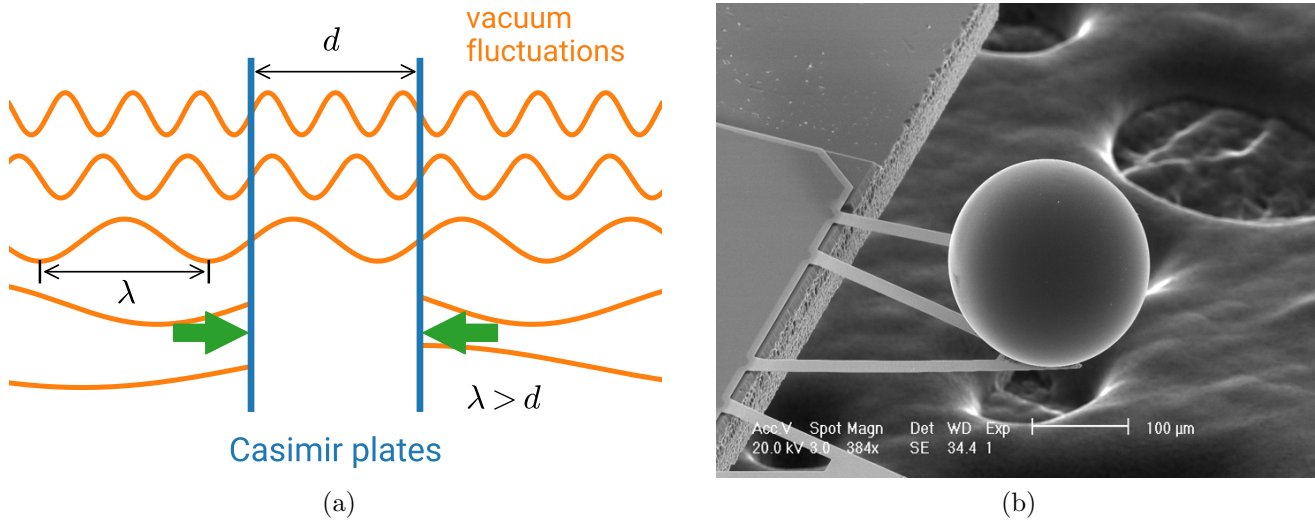 vacuum
fluctuations
d
λ
λ > d
Casimir plates
(a)
Acc.V Spot Magn Det WD Exp
20.0 kV 3.0 384x SE 34.4 1
100 μm
(b)